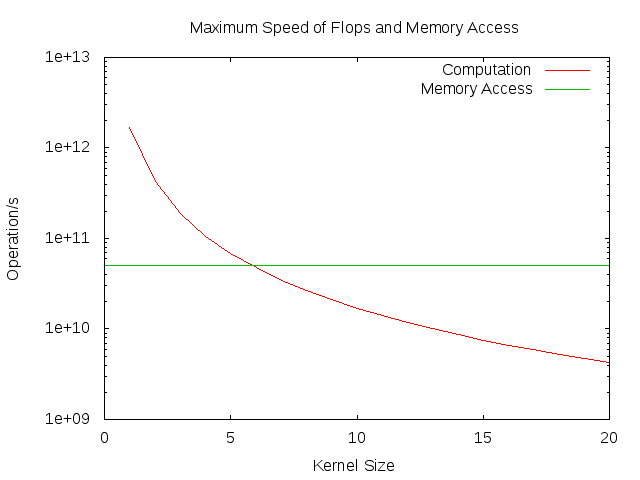 Maximum Speed of Flops and Memory Access
1e+13
Computation
Memory Access
1e+12
1e+11
Operation/s
1e+10
1e+09
0 5 10 15 20
Kernel Size